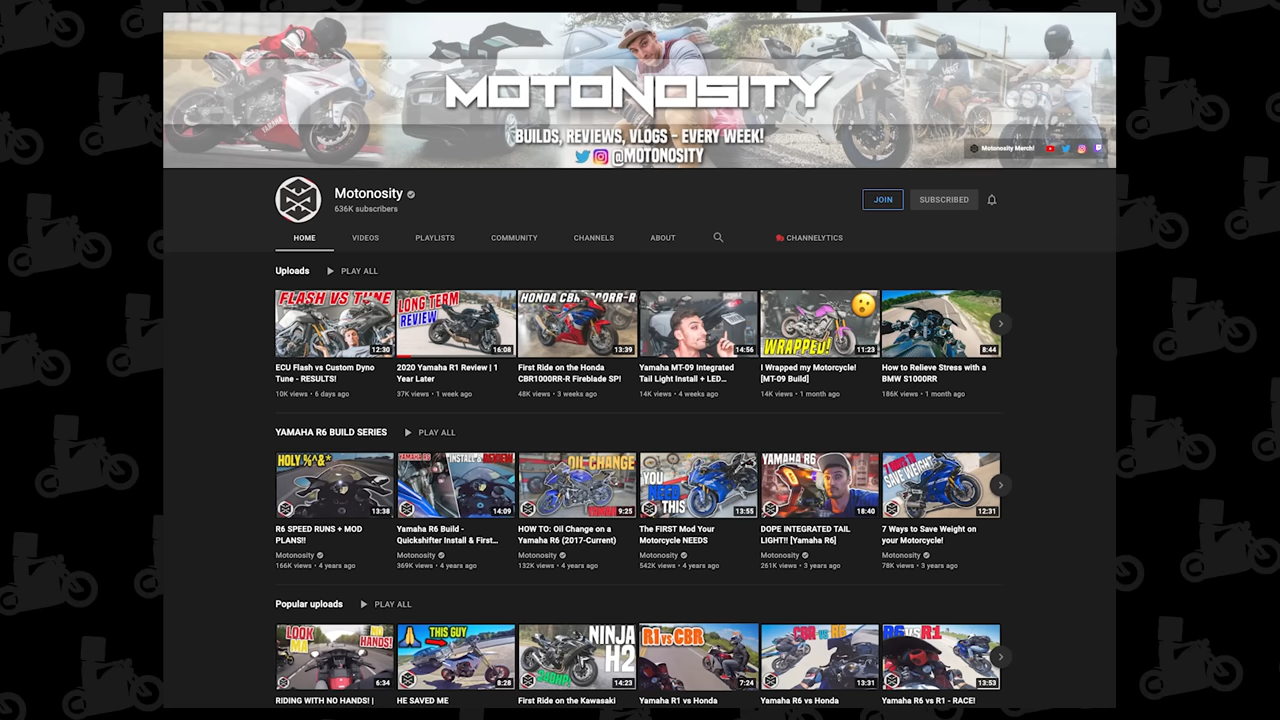 MOTONOSITY
BUILDS, REVIEWS, VLOGS - EVERY WEEK!
@MOTONOSITY
Motonosity Merch!
Motonosity
636K subscribers
JOIN
SUBSCRIBED
HOME VIDEOS PLAYLISTS COMMUNITY CHANNELS ABOUT CHANNELYTICS
Uploads PLAY ALL
FLASH VS TUNE
12:30
LONG TERM
REVIEW
16:08
HONDA CBR1000RR-R
13:39
14:56
WRAPPED!
11:23
8:44
ECU Flash vs Custom Dyno
Tune - RESULTS!
10K views • 6 days ago
2020 Yamaha R1 Review | 1
Year Later
37K views • 1 week ago
First Ride on the Honda
CBR1000RR-R Fireblade SP!
48K views • 3 weeks ago
Yamaha MT-09 Integrated
Tail Light Install + LED...
14K views • 4 weeks ago
I Wrapped my Motorcycle!
[MT-09 Build]
14K views • 1 month ago
How to Relieve Stress with a
BMW S1000RR
186K views • 1 month ago
YAMAHA R6 BUILD SERIES PLAY ALL
HOLY %^&*
13:38
YAMAHA R6
INSTALL & REVIEW
14:09
OIL CHANGE
9:25
YOU
NEED
THIS
13:55
YAMAHA R6
18:40
7 WAYS TO
SAVE WEIGHT
12:31
R6 SPEED RUNS + MOD
PLANS!!
Motonosity
166K views • 4 years ago
Yamaha R6 Build -
Quickshifter Install & First...
Motonosity
369K views • 4 years ago
HOW TO: Oil Change on a
Yamaha R6 (2017-Current)
Motonosity
132K views • 4 years ago
The FIRST Mod Your
Motorcycle NEEDS
Motonosity
542K views • 4 years ago
DOPE INTEGRATED TAIL
LIGHT!! [Yamaha R6]
Motonosity
261K views • 3 years ago
7 Ways to Save Weight on
your Motorcycle!
Motonosity
78K views • 3 years ago
Popular uploads PLAY ALL
LOOK
MA
NO
HANDS!
6:34
THIS GUY
8:28
NINJA
H2
14:23
R1 VS CBR
7:24
CBR VS R6
13:31
R6 VS R1
13:53
RIDING WITH NO HANDS! |
HE SAVED ME
First Ride on the Kawasaki
Yamaha R1 vs Honda
Yamaha R6 vs Honda
Yamaha R6 vs R1 - RACE!